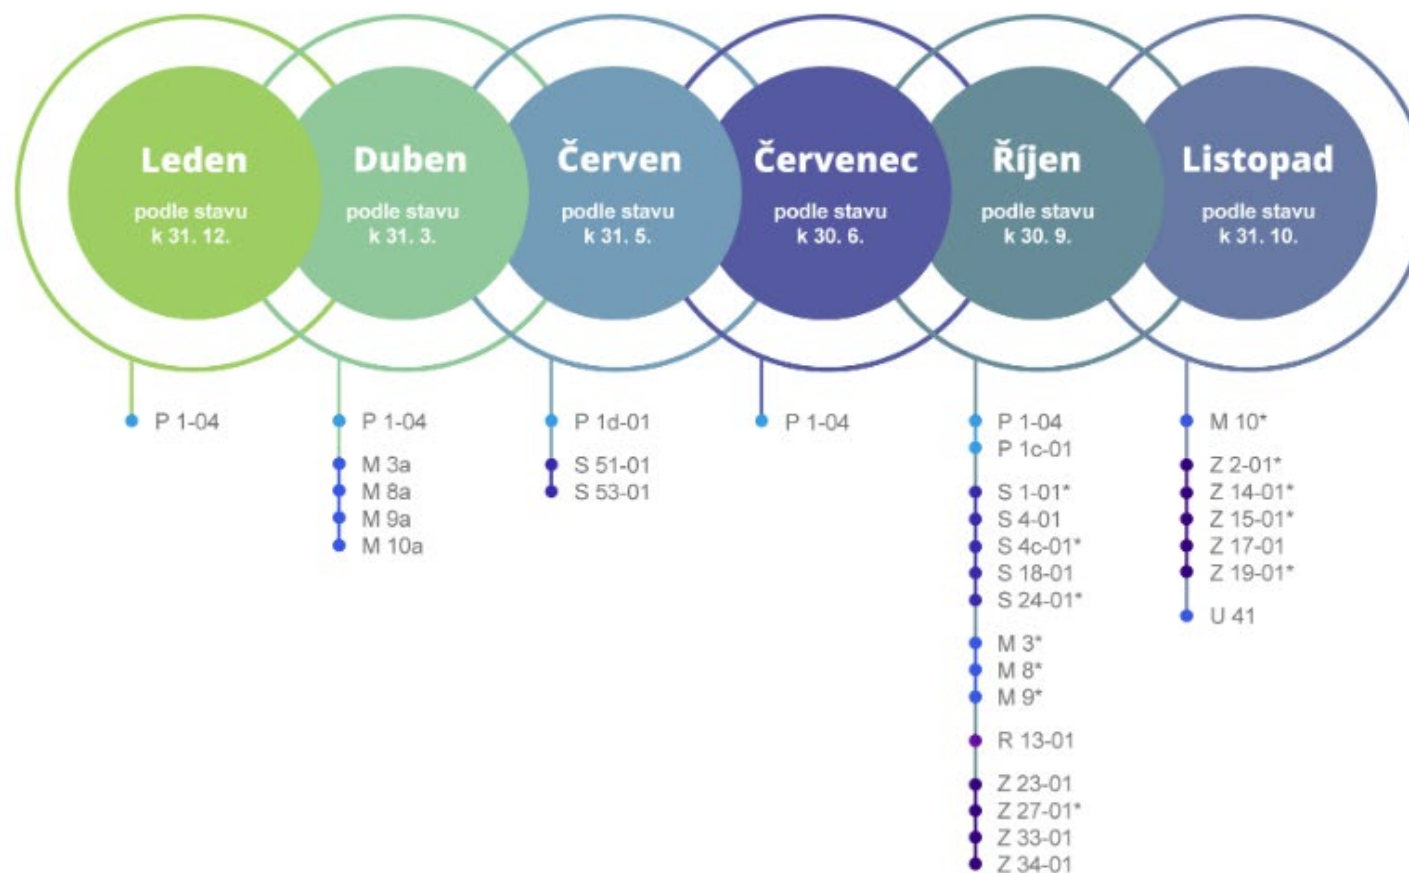 Leden
podle stavu
k 31. 12.
P 1-04
Duben
podle stavu
k 31. 3.
P 1-04
M 3a
M 8a
M 9a
M 10a
Červen
podle stavu
k 31. 5.
P 1d-01
S 51-01
S 53-01
Červenec
podle stavu
k 30. 6.
P 1-04
Říjen
podle stavu
k 30. 9.
P 1-04
P 1c-01
S 1-01*
S 4-01
S 4c-01*
S 18-01
S 24-01*
M 3*
M 8*
M 9*
R 13-01
Z 23-01
Z 27-01*
Z 33-01
Z 34-01
Listopad
podle stavu
k 31. 10.
M 10*
Z 2-01*
Z 14-01*
Z 15-01*
Z 17-01
Z 19-01*
U 41